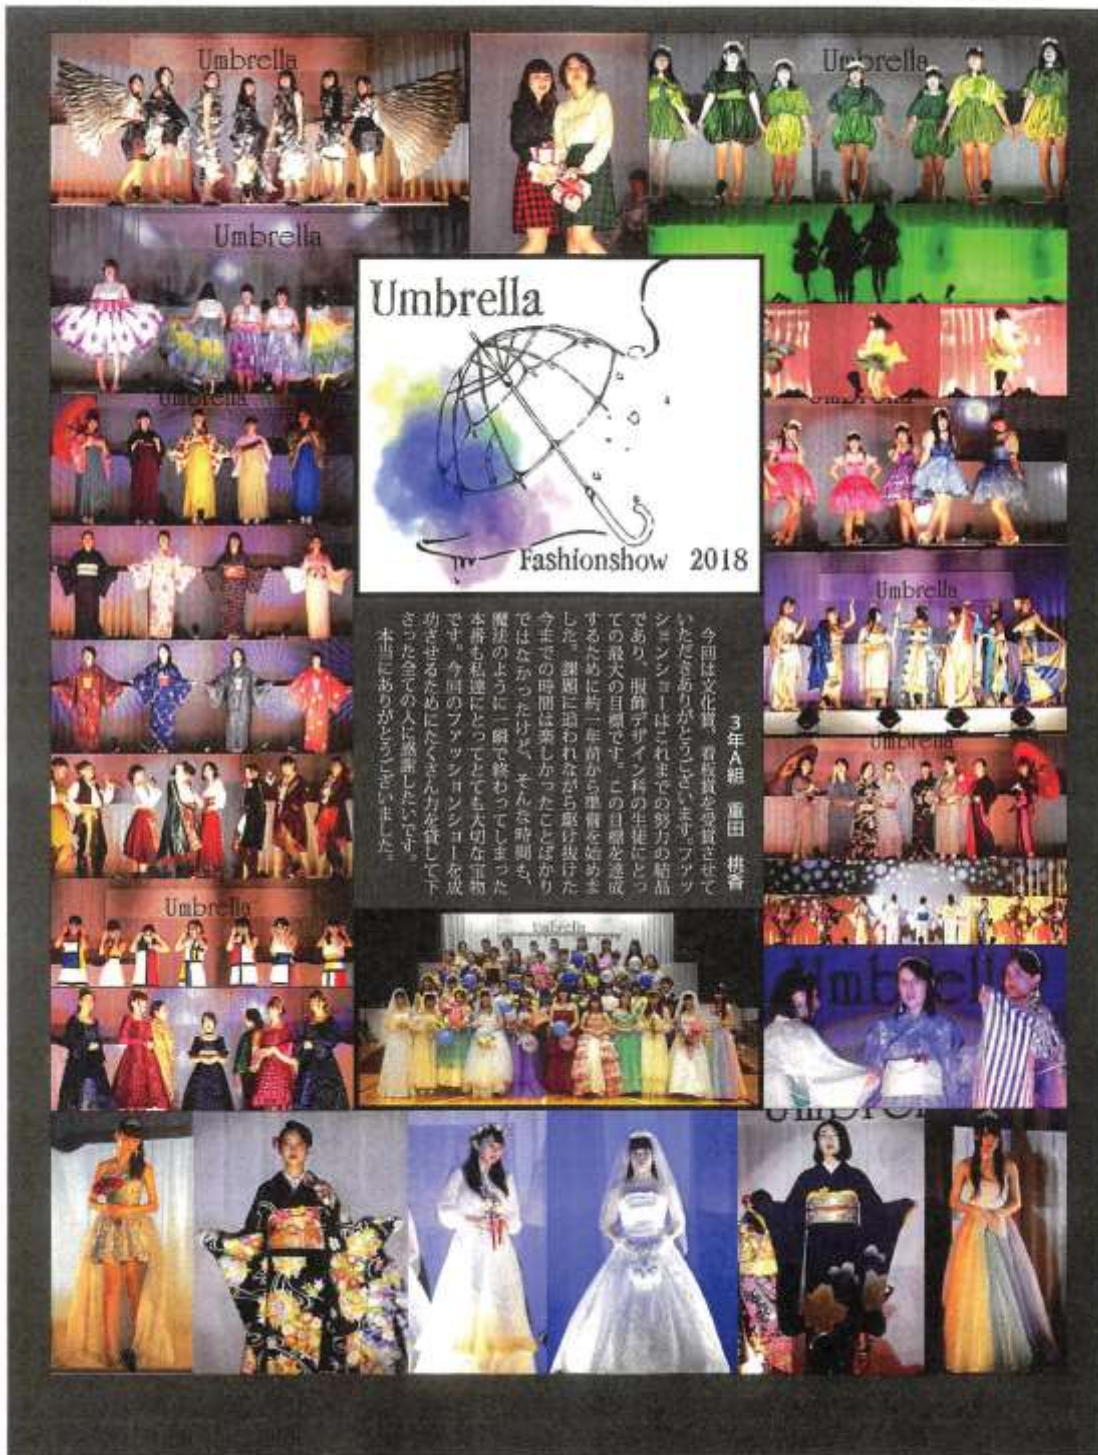 Umbrella
Umbrella
Umbrella
Umbrella
Fashionshow 2018
Umbrella
Umbrella
Umbrella
Umbrella
3年A組 重田 桃香
今回は文化賞、看板賞を受賞させて
いただきありがとうございます。ファッ
ションショーはこれまでの努力の結晶
であり、服飾デザイン科の生徒にとっ
ての最大の目標です。この目標を達成
するために約一年前から準備を始めま
した。課題に追われながら駆け抜けた
今までの時間は楽しかったことばかり
ではなかったけど、そんな時間も、
魔法のように一瞬で終わってしまった
本番も私達にとってとても大切な宝物
です。今回のファッションショーを成
功させるためにたくさん力を貸して下
さった全ての人に感謝したいです。
本当にありがとうございました。
Umbrella
Umbrella
Umbrella